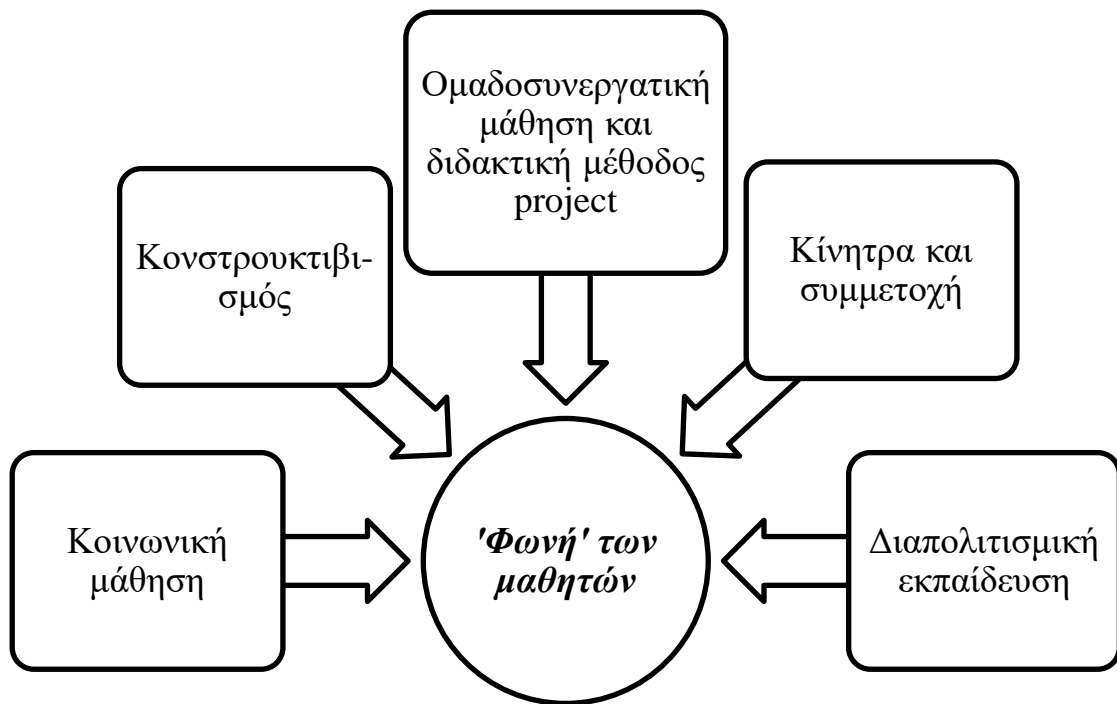 Ομαδοσυνεργατική
μάθηση και
διδακτική μέθοδος
project
Κονστρουκτιβι-
σμός
Κίνητρα και
συμμετοχή
Κοινωνική
μάθηση
'Φωνή' των
μαθητών
Διαπολιτισμική
εκπαίδευση